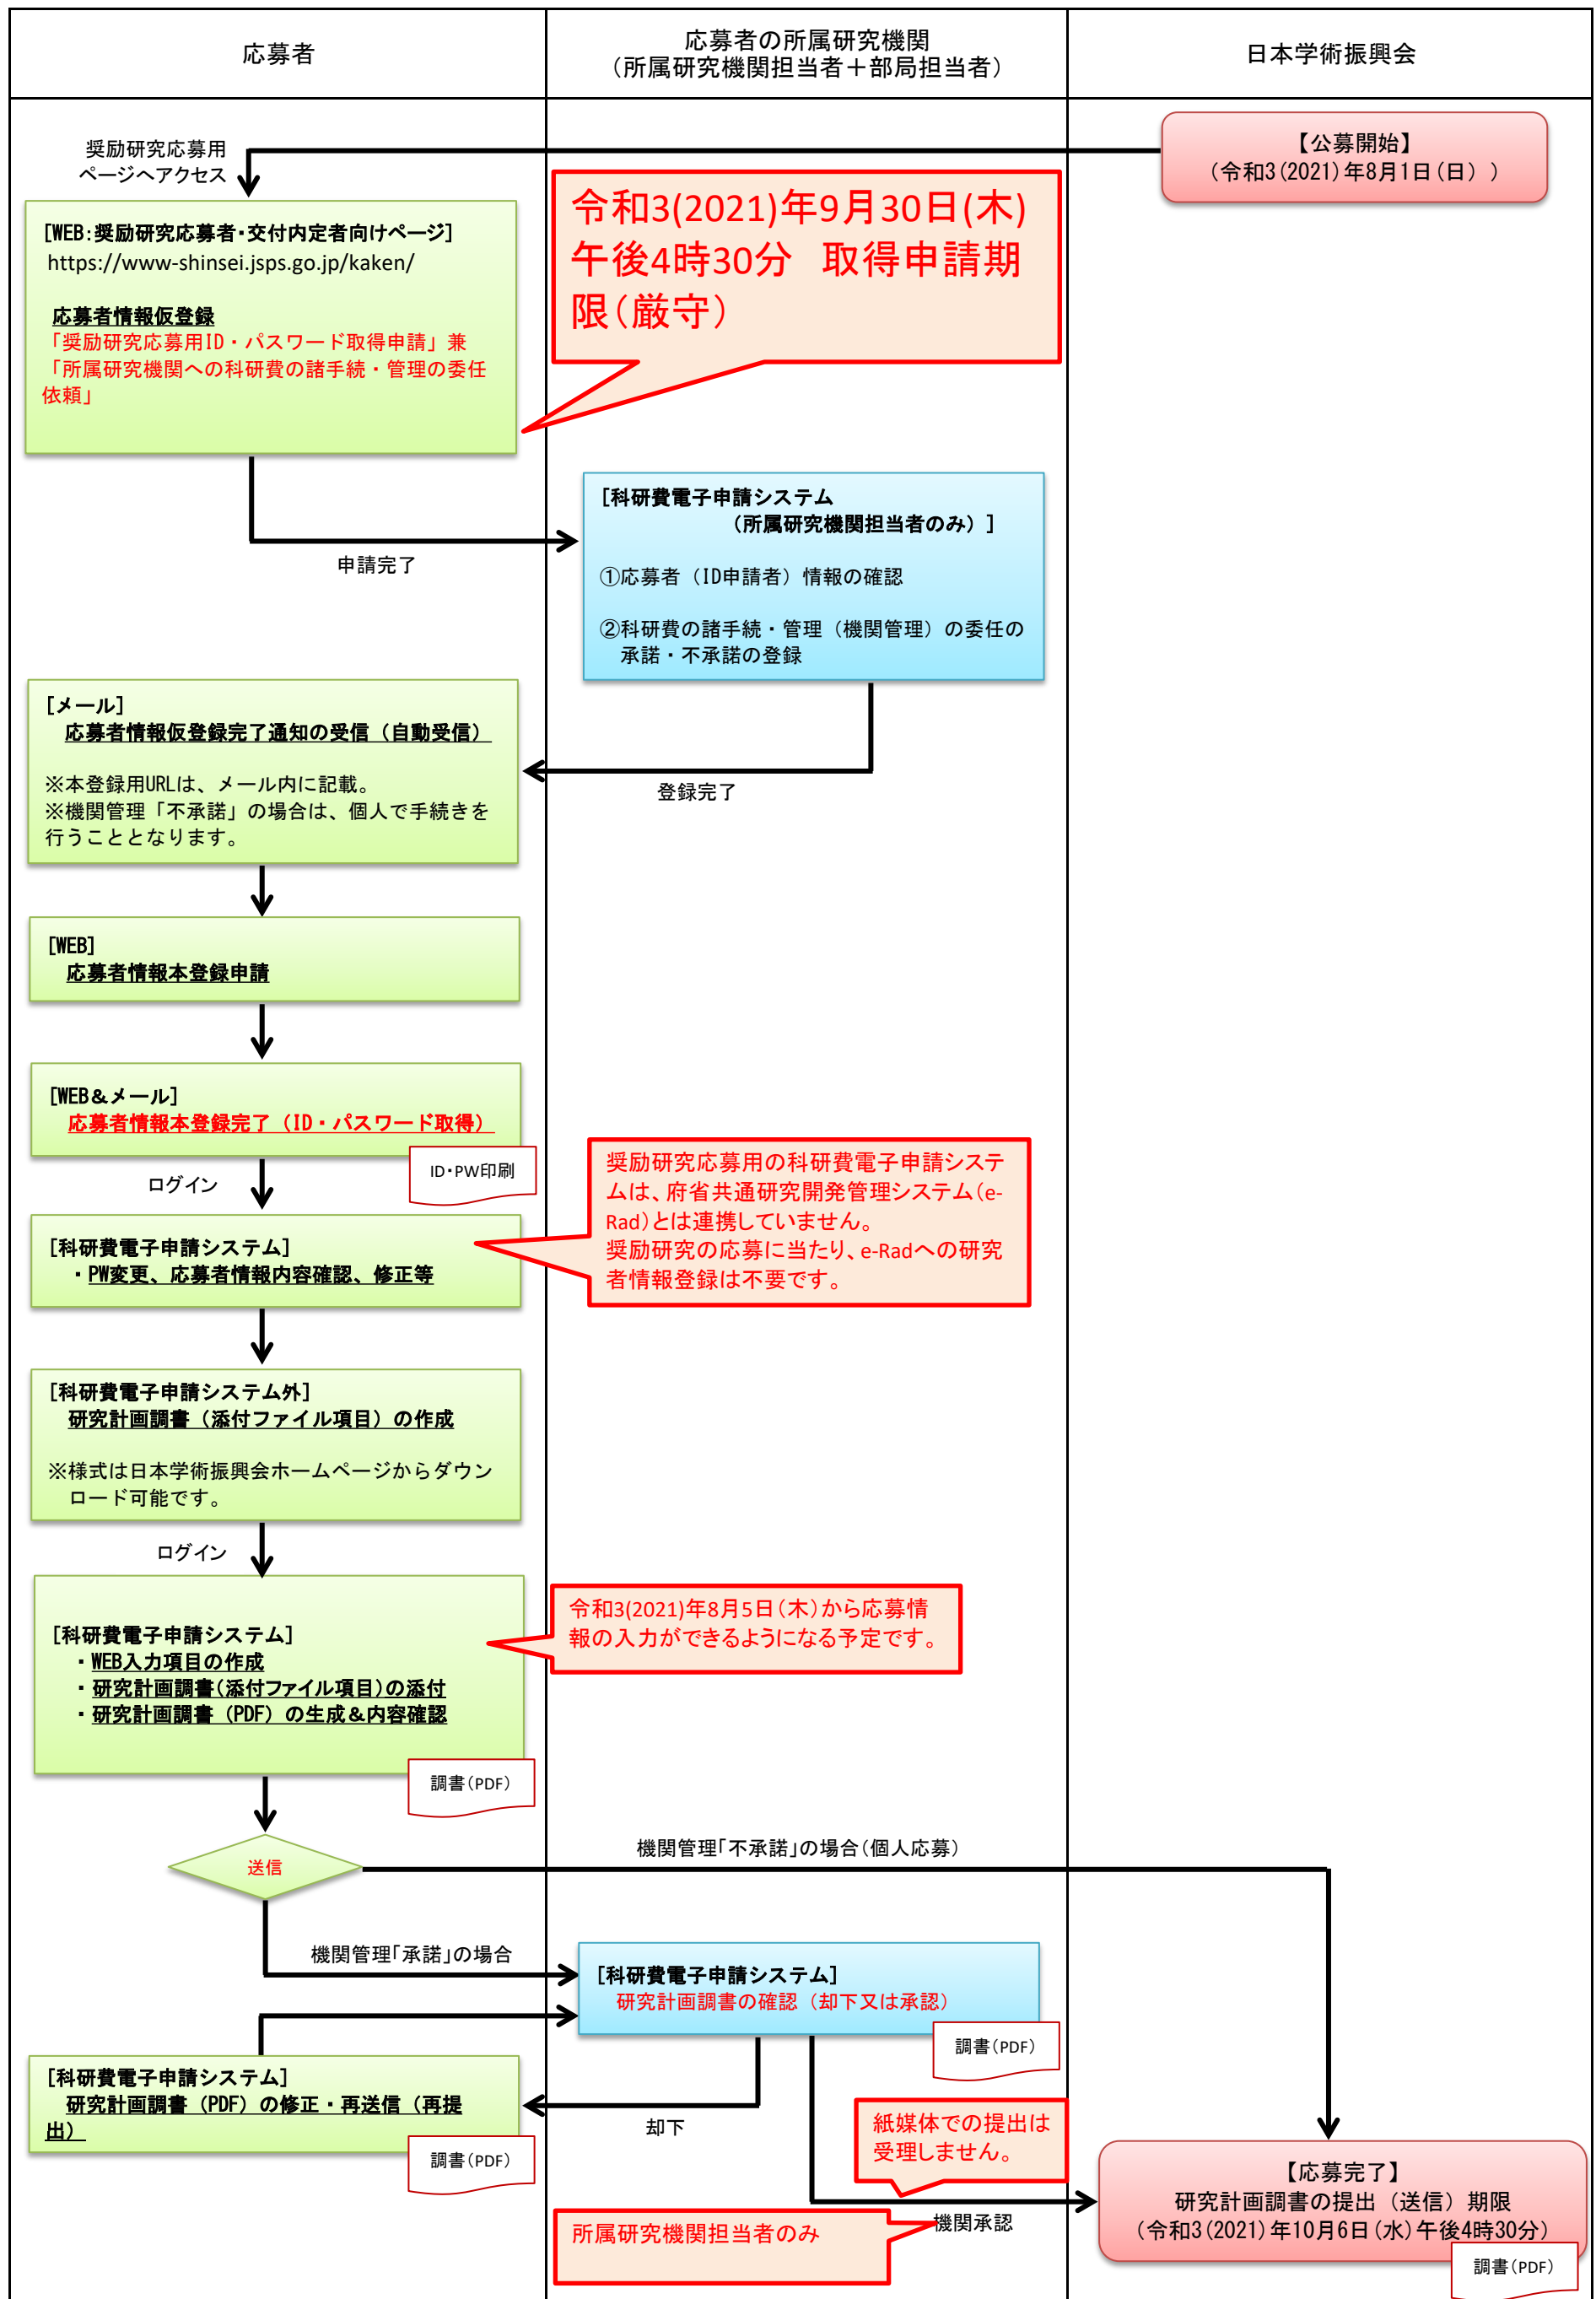 応募者
応募者の所属研究機関
（所属研究機関担当者＋部局担当者）
日本学術振興会
【公募開始】
（令和3(2021)年8月1日(日)）
奨励研究応募用
ページへアクセス
[WEB：奨励研究応募者・交付内定者向けページ]
https://www-shinsei.jsps.go.jp/kaken/
応募者情報仮登録
「奨励研究応募用ID・パスワード取得申請」兼
「所属研究機関への科研費の諸手続・管理の委任
依頼」
令和3(2021)年9月30日(木)
午後4時30分　取得申請期
限（厳守）
申請完了
[科研費電子申請システム
（所属研究機関担当者のみ）]
①応募者（ID申請者）情報の確認
②科研費の諸手続・管理（機関管理）の委任の
承諾・不承諾の登録
登録完了
[メール]
応募者情報仮登録完了通知の受信（自動受信）
※本登録用URLは、メール内に記載。
※機関管理「不承諾」の場合は、個人で手続きを
行うこととなります。
[WEB]
応募者情報本登録申請
[WEB＆メール]
応募者情報本登録完了（ID・パスワード取得）
ID・PW印刷
ログイン
[科研費電子申請システム]
・PW変更、応募者情報内容確認、修正等
奨励研究応募用の科研費電子申請システ
ムは、府省共通研究開発管理システム（e-
Rad）とは連携していません。
奨励研究の応募に当たり、e-Radへの研究
者情報登録は不要です。
[科研費電子申請システム外]
研究計画調書（添付ファイル項目）の作成
※様式は日本学術振興会ホームページからダウン
ロード可能です。
ログイン
[科研費電子申請システム]
・WEB入力項目の作成
・研究計画調書(添付ファイル項目)の添付
・研究計画調書（PDF）の生成＆内容確認
調書（PDF）
令和3(2021)年8月5日（木）から応募情
報の入力ができるようになる予定です。
送信
機関管理「不承諾」の場合（個人応募）
機関管理「承諾」の場合
[科研費電子申請システム]
研究計画調書の確認（却下又は承認）
調書（PDF）
[科研費電子申請システム]
研究計画調書（PDF）の修正・再送信（再提
出）
調書（PDF）
却下
紙媒体での提出は
受理しません。
機関承認
所属研究機関担当者のみ
【応募完了】
研究計画調書の提出（送信）期限
（令和3(2021)年10月6日(水)午後4時30分）
調書（PDF）